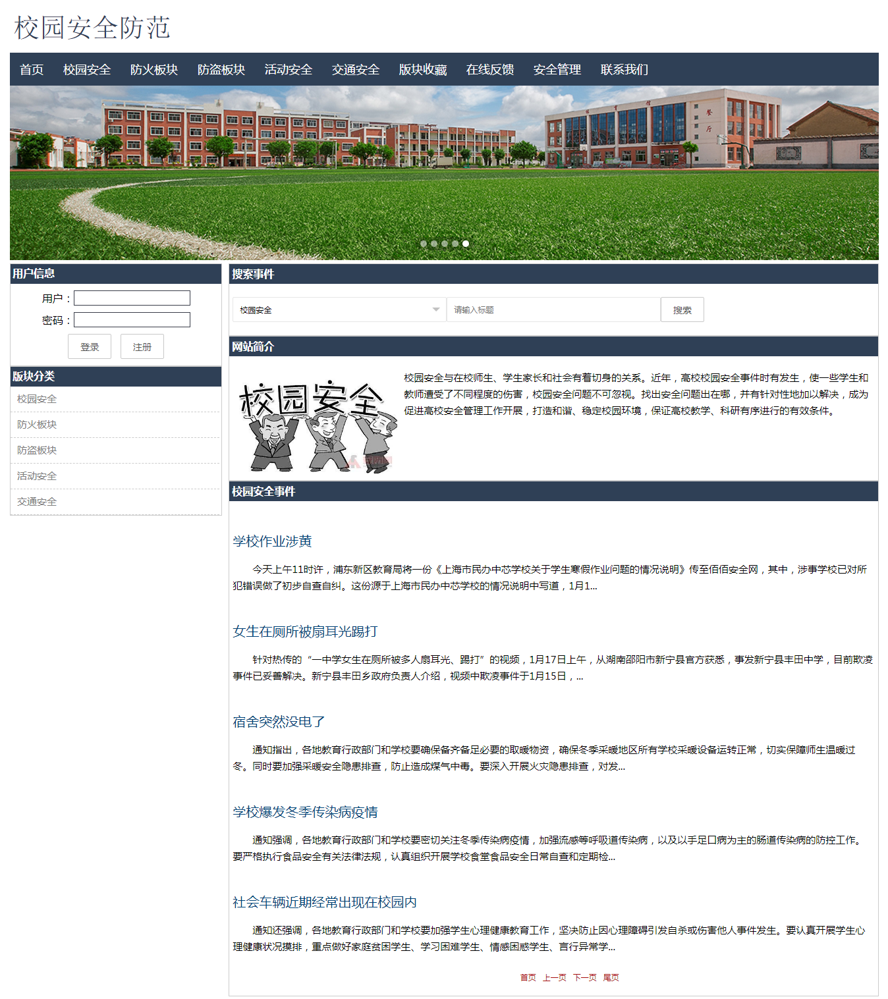 校园安全防范
首页 校园安全 防火板块 防盗板块 活动安全 交通安全 版块收藏 在线反馈 安全管理 联系我们
餐厅
用户信息
用户：
密码：
登录 注册
版块分类
校园安全
防火板块
防盗板块
活动安全
交通安全
搜索事件
校园安全 请输入标题 搜索
网站简介
校园安全
校园安全与在校师生、学生家长和社会有着切身的关系。近年，高校校园安全事件时有发生，使一些学生和
教师遭受了不同程度的伤害，校园安全问题不可忽视。找出安全问题出在哪，并有针对性地加以解决，成为
促进高校安全管理工作开展，打造和谐、稳定校园环境，保证高校教学、科研有序进行的有效条件。
校园安全事件
学校作业涉黄
今天上午11时许，浦东新区教育局将一份《上海市民办中芯学校关于学生寒假作业问题的情况说明》传至佰佰安全网，其中，涉事学校已对所
犯错误做了初步自查自纠。这份源于上海市民办中芯学校的情况说明中写道，1月1...
女生在厕所被扇耳光踢打
针对热传的“一中学女生在厕所被多人扇耳光、踢打”的视频，1月17日上午，从湖南邵阳市新宁县官方获悉，事发新宁县丰田中学，目前欺凌
事件已妥善解决。新宁县丰田乡政府负责人介绍，视频中欺凌事件于1月15日，...
宿舍突然没电了
通知指出，各地教育行政部门和学校要确保备齐备足必要的取暖物资，确保冬季采暖地区所有学校采暖设备运转正常，切实保障师生温暖过
冬。同时要加强采暖安全隐患排查，防止造成煤气中毒。要深入开展火灾隐患排查，对发...
学校爆发冬季传染病疫情
通知强调，各地教育行政部门和学校要密切关注冬季传染病疫情，加强流感等呼吸道传染病，以及以手足口病为主的肠道传染病的防控工作。
要严格执行食品安全有关法律法规，认真组织开展学校食堂食品安全日常自查和定期检...
社会车辆近期经常出现在校园内
通知还强调，各地教育行政部门和学校要加强学生心理健康教育工作，坚决防止因心理障碍引发自杀或伤害他人事件发生。要认真开展学生心
理健康状况摸排，重点做好家庭贫困学生、学习困难学生、情感困惑学生、言行异常学...
首页 上一页 下一页 尾页